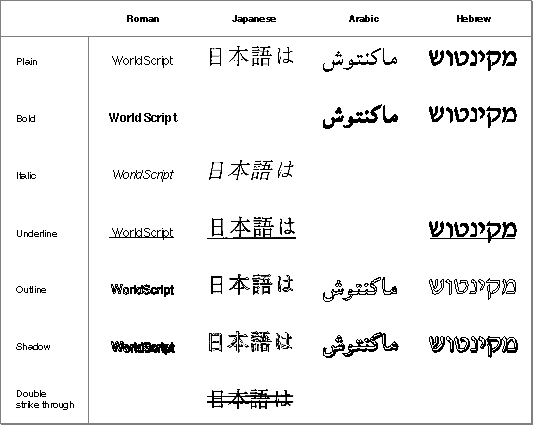 Roman Japanese Arabic Hebrew
Plain WorldScript 日本語は ماكنتوش מקינטוש
Bold WorldScript ماكنتوش מקינטוש
Italic WorldScript 日本語は
Underline WorldScript 日本語は מקינטוש
Outline WorldScript 日本語は ماكنتوش מקינטוש
Shadow WorldScript 日本語は ماكنتوش מקינטוש
Double
strike through 日本語は